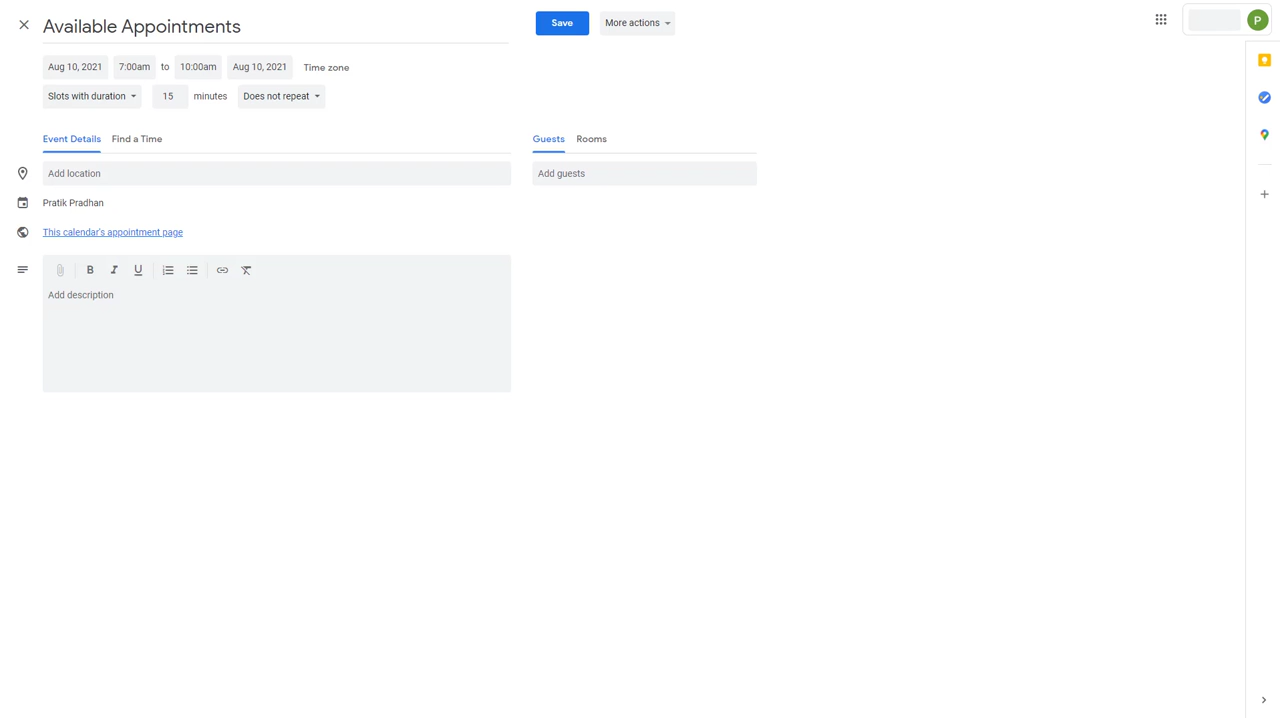 Available Appointments
Save
More actions
P
Aug 10, 2021 7:00am to 10:00am Aug 10, 2021 Time zone
Slots with duration 15 minutes Does not repeat
Event Details Find a Time
Guests Rooms
Add location
Add guests
Pratik Pradhan
This calendar's appointment page
B I U
Add description